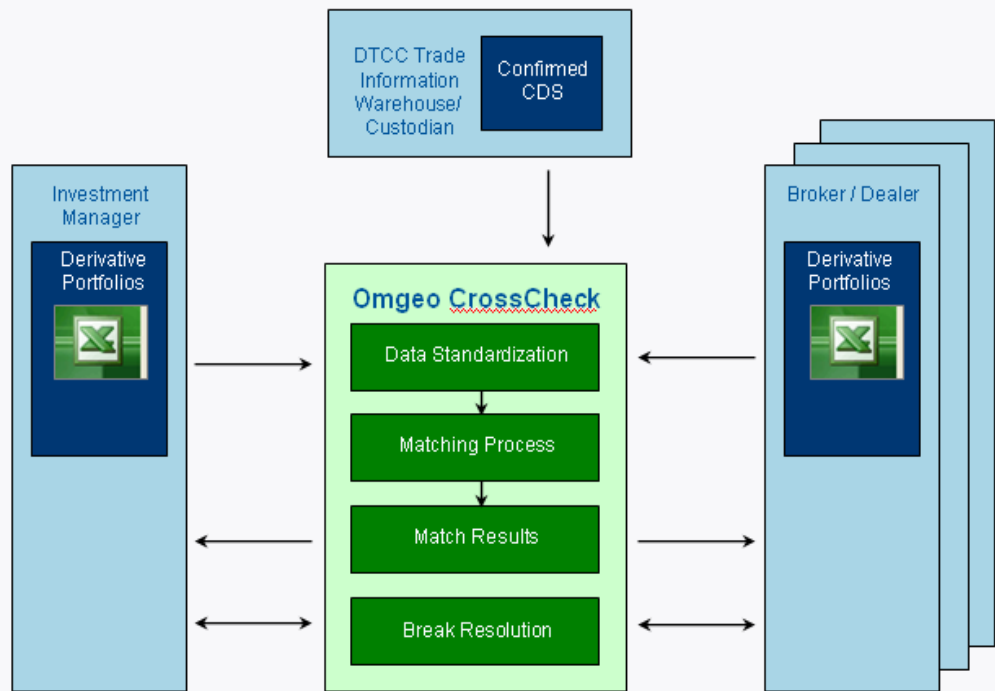 DTCC Trade
Information
Warehouse/
Custodian
Confirmed
CDS
Investment
Manager
Derivative
Portfolios
Omgeo CrossCheck
Data Standardization
Matching Process
Match Results
Break Resolution
Broker / Dealer
Derivative
Portfolios